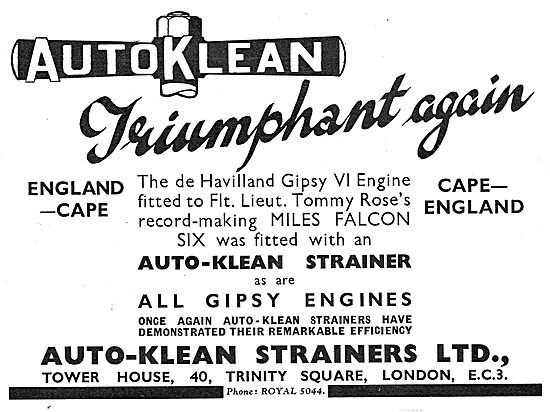 AUTOKLEAN
Triumphant again
ENGLAND
—CAPE
The de Havilland Gipsy VI Engine
fitted to Flt. Lieut. Tommy Rose's
record-making MILES FALCON
SIX was fitted with an
CAPE—
ENGLAND
AUTO-KLEAN STRAINER
as are
ALL GIPSY ENGINES
ONCE AGAIN AUTO-KLEAN STRAINERS HAVE
DEMONSTRATED THEIR REMARKABLE EFFICIENCY
AUTO-KLEAN STRAINERS LTD.,
TOWER HOUSE, 40, TRINITY SQUARE, LONDON, E.C.3.
Phone: ROYAL 5044.